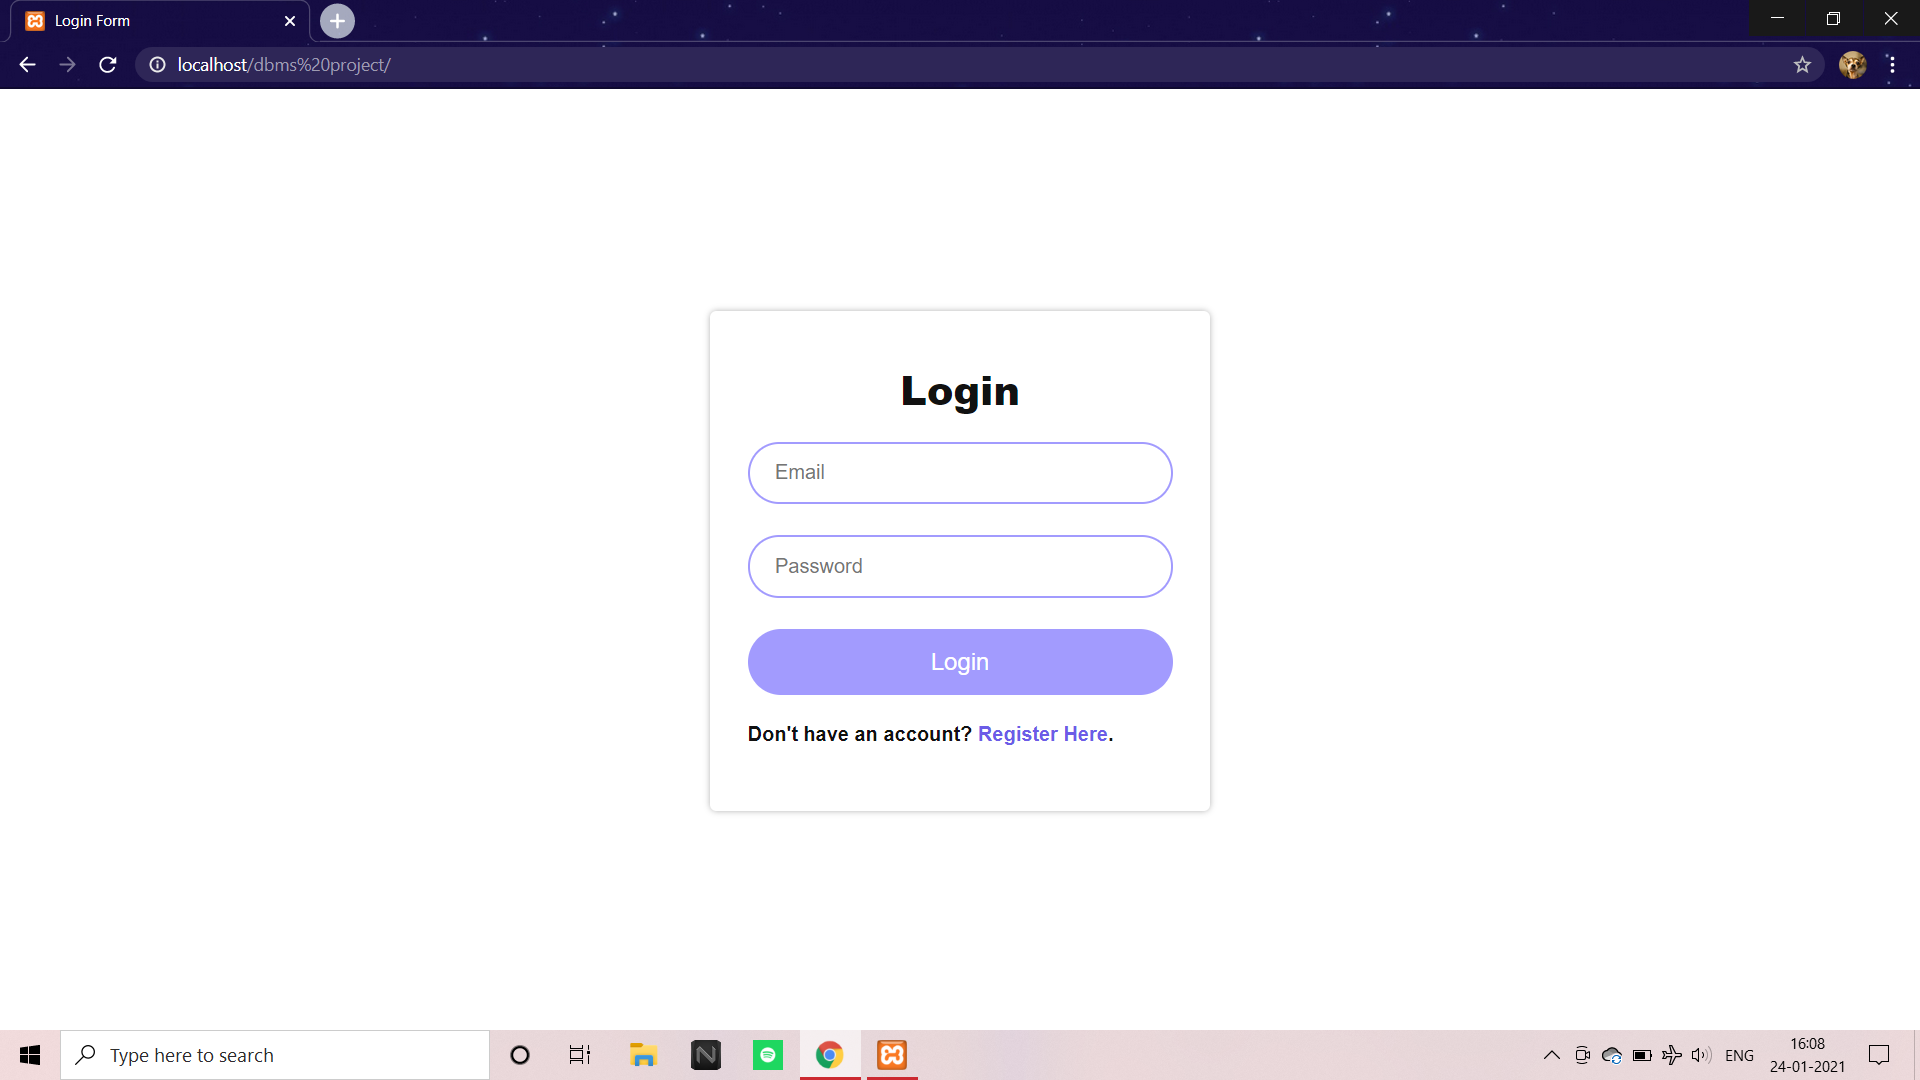 Login Form
localhost/dbms%20project/
Login
Email
Password
Login
Don't have an account? Register Here.
Type here to search
N
ENG
16:08
24-01-2021